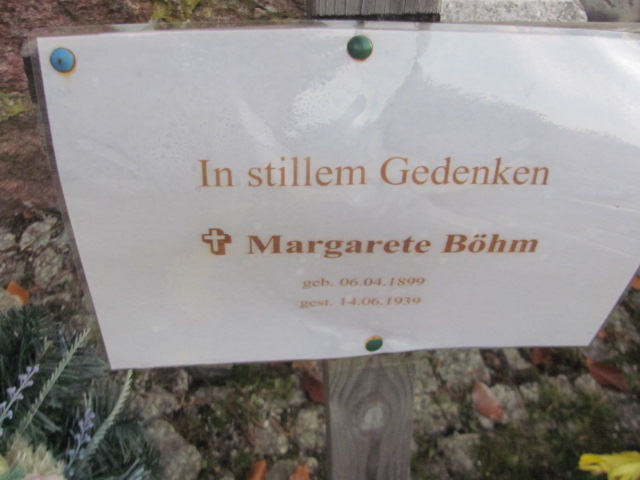 In stillem Gedenken
✞ Margarete Böhm
geb. 06.04.1899
gest. 14.06.1939